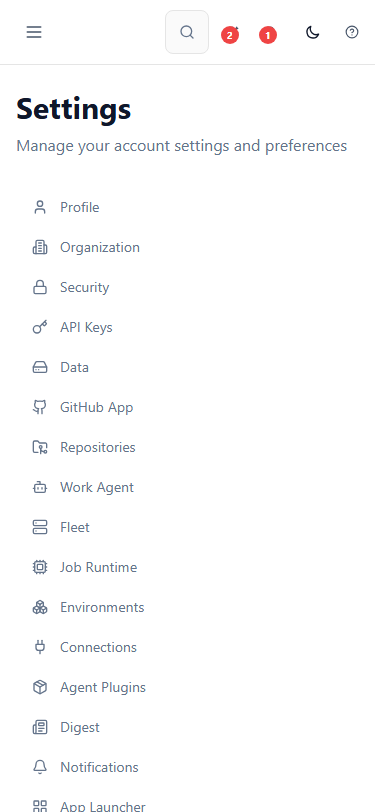 2
1
Settings
Manage your account settings and preferences
Profile
Organization
Security
API Keys
Data
GitHub App
Repositories
Work Agent
Fleet
Job Runtime
Environments
Connections
Agent Plugins
Digest
Notifications
App Launcher